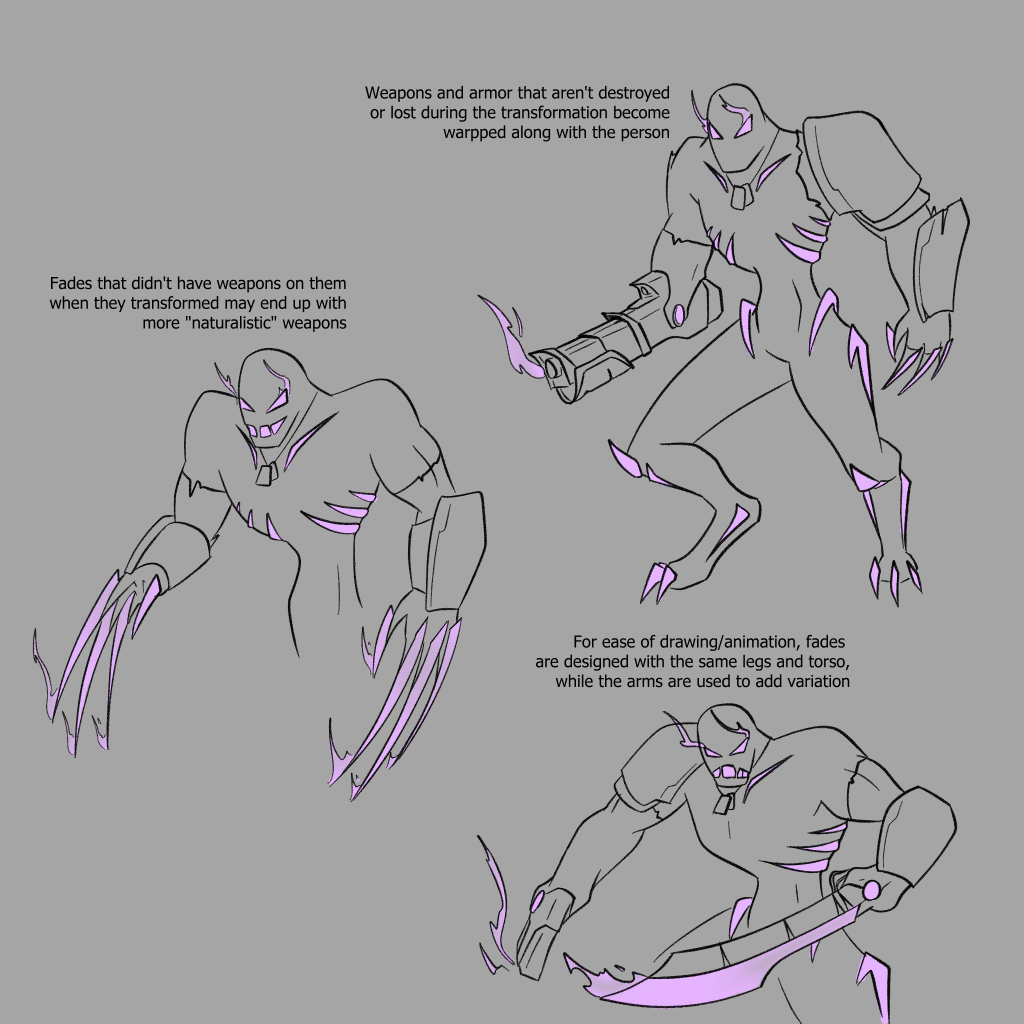 Weapons and armor that aren't destroyed
or lost during the transformation become
warpped along with the person
Fades that didn't have weapons on them
when they transformed may end up with
more "naturalistic" weapons
For ease of drawing/animation, fades
are designed with the same legs and torso,
while the arms are used to add variation